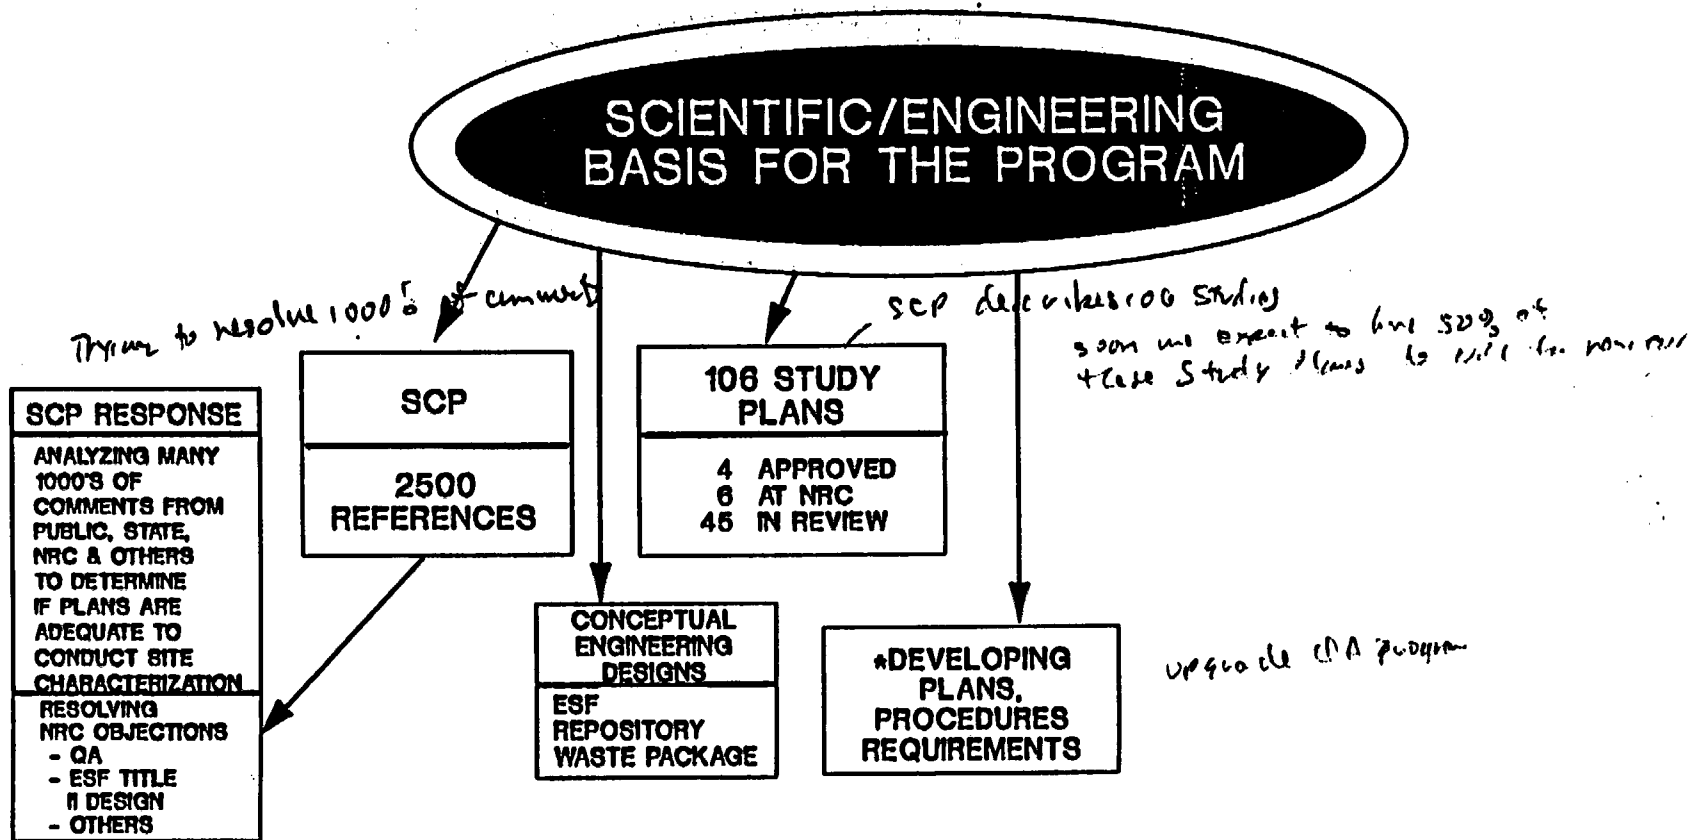 SCIENTIFIC/ENGINEERING
BASIS FOR THE PROGRAM
Trying to resolve 1000's of comments
SCP describes 106 Studies
soon we expect to have 50% of
these Study Plans to
SCP RESPONSE
ANALYZING MANY
1000'S OF
COMMENTS FROM
PUBLIC, STATE,
NRC & OTHERS
TO DETERMINE
IF PLANS ARE
ADEQUATE TO
CONDUCT SITE
CHARACTERIZATION
RESOLVING
NRC OBJECTIONS
- QA
- ESF TITLE
II DESIGN
- OTHERS
SCP
2500
REFERENCES
106 STUDY
PLANS
4 APPROVED
6 AT NRC
45 IN REVIEW
CONCEPTUAL
ENGINEERING
DESIGNS
ESF
REPOSITORY
WASTE PACKAGE
*DEVELOPING
PLANS,
PROCEDURES
REQUIREMENTS
upgrade QA program